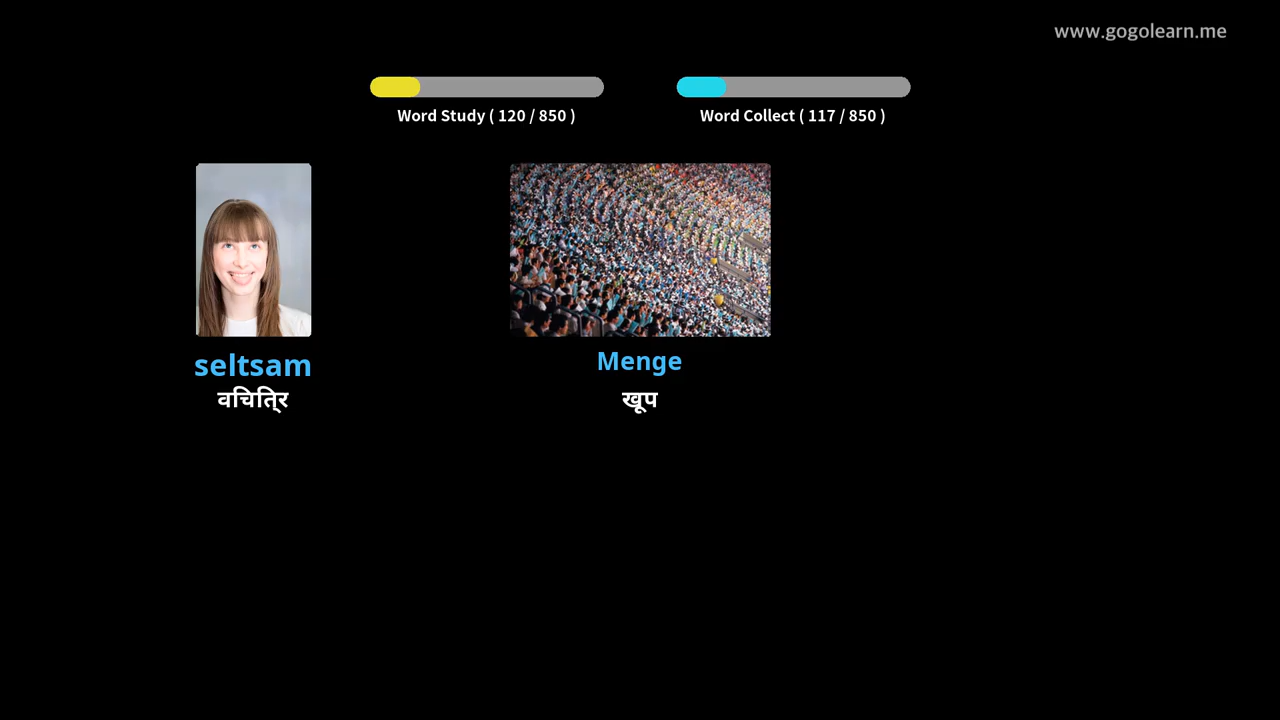 www.gogolearn.me
Word Study ( 120 / 850 )
Word Collect ( 117 / 850 )
seltsam
वचित्रि
Menge
खूप